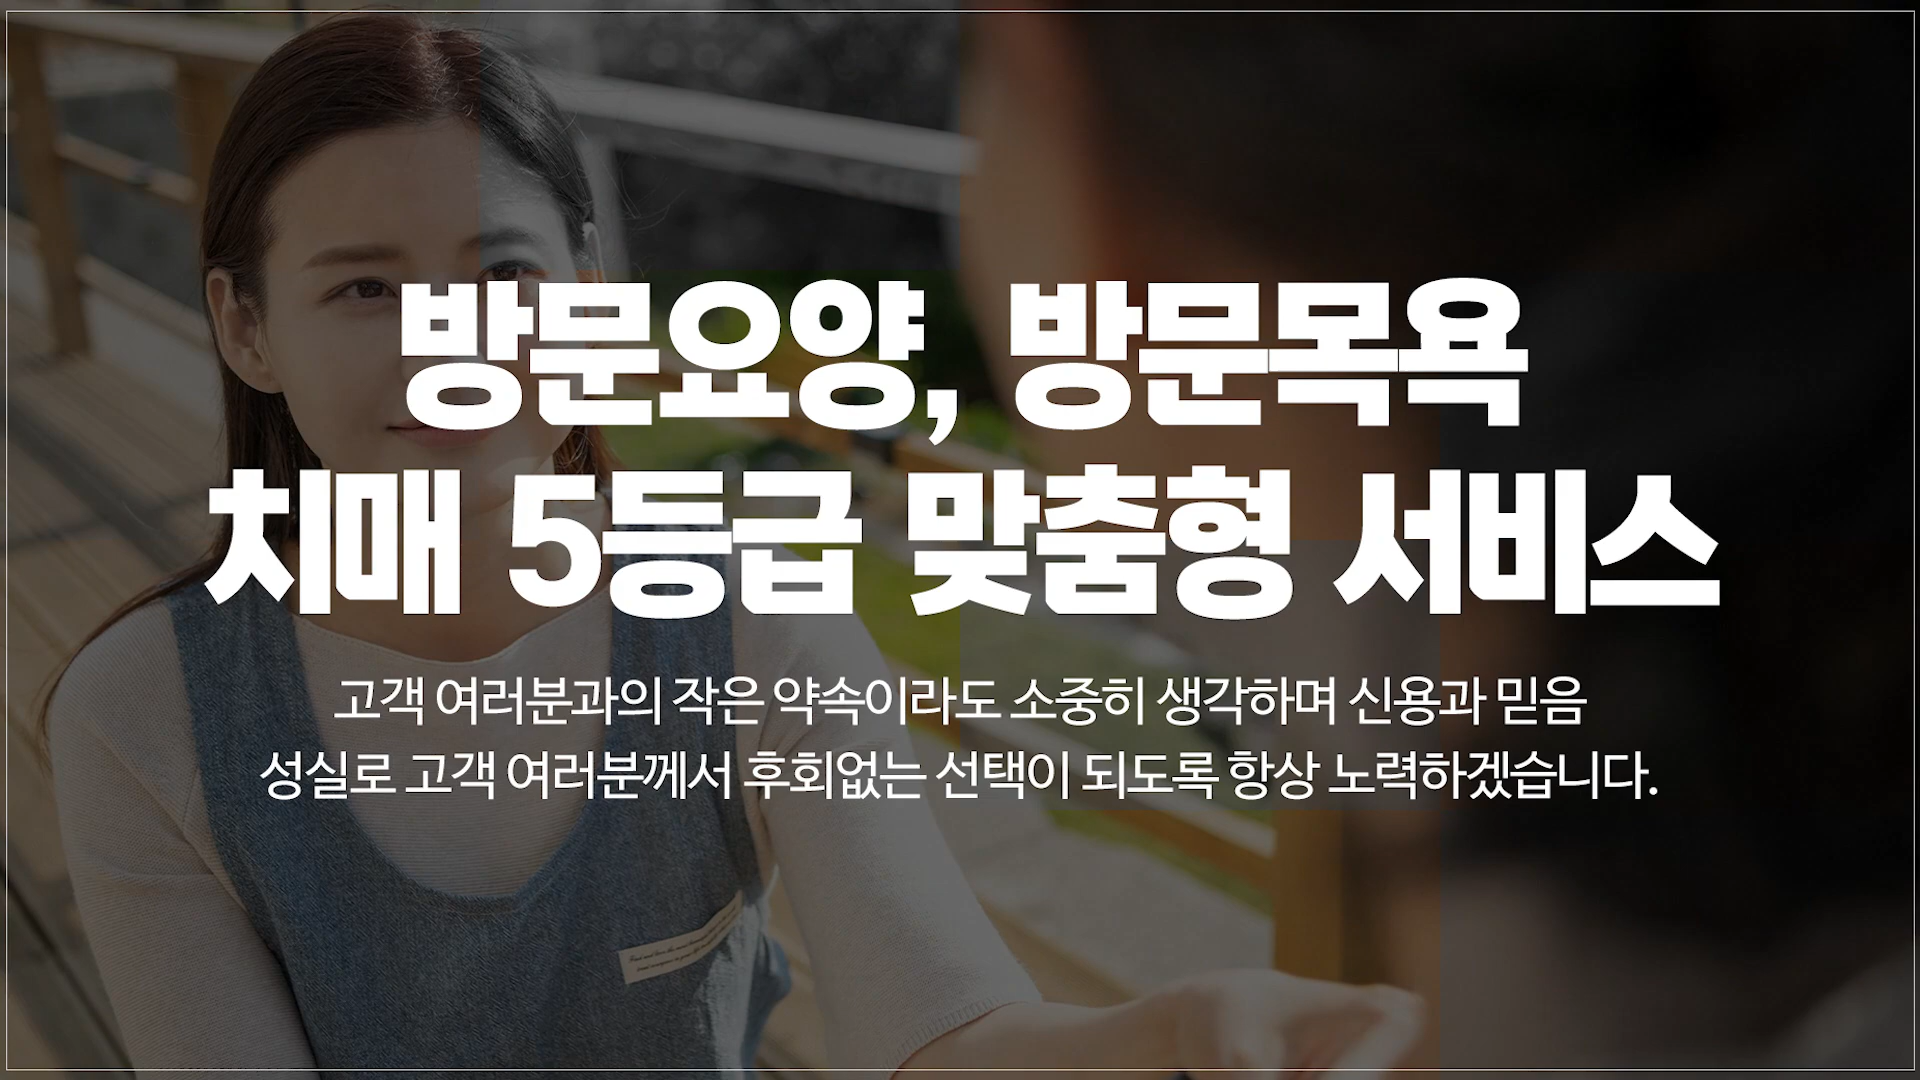 방문요양, 방문목욕
치매 5등급 맞춤형 서비스
고객 여러분과의 작은 약속이라도 소중히 생각하며 신용과 믿음
성실로 고객 여러분께서 후회없는 선택이 되도록 항상 노력하겠습니다.